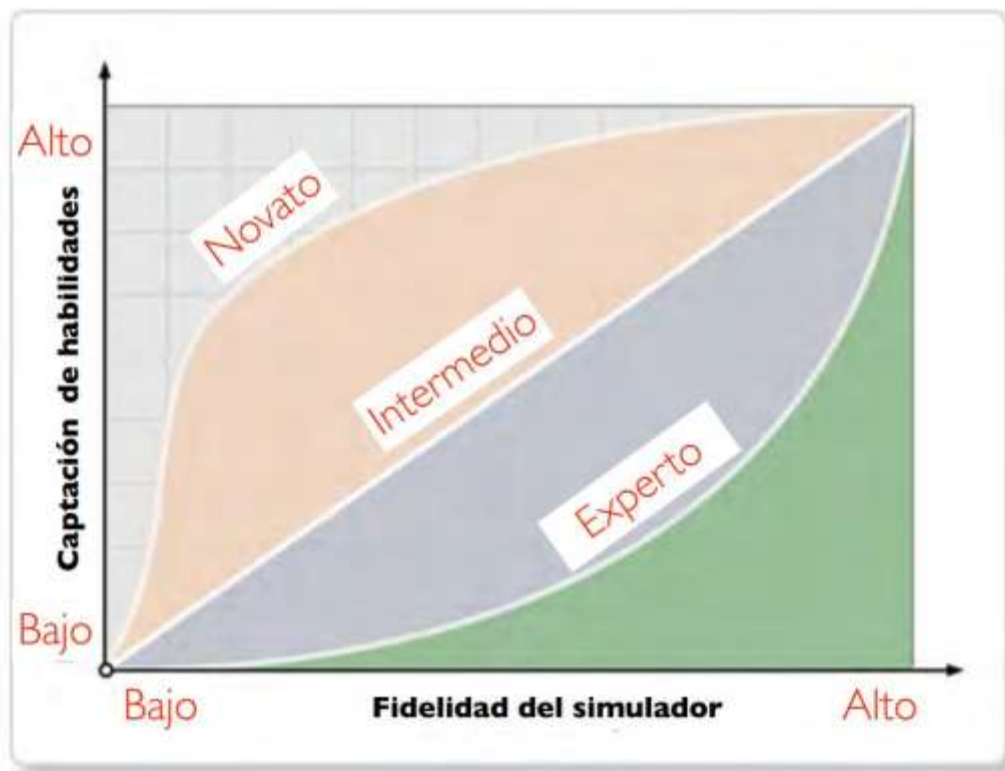 Alto
Captación de habilidades
Bajo
Novato
Intermedio
Experto
Bajo
Fidelidad del simulador
Alto